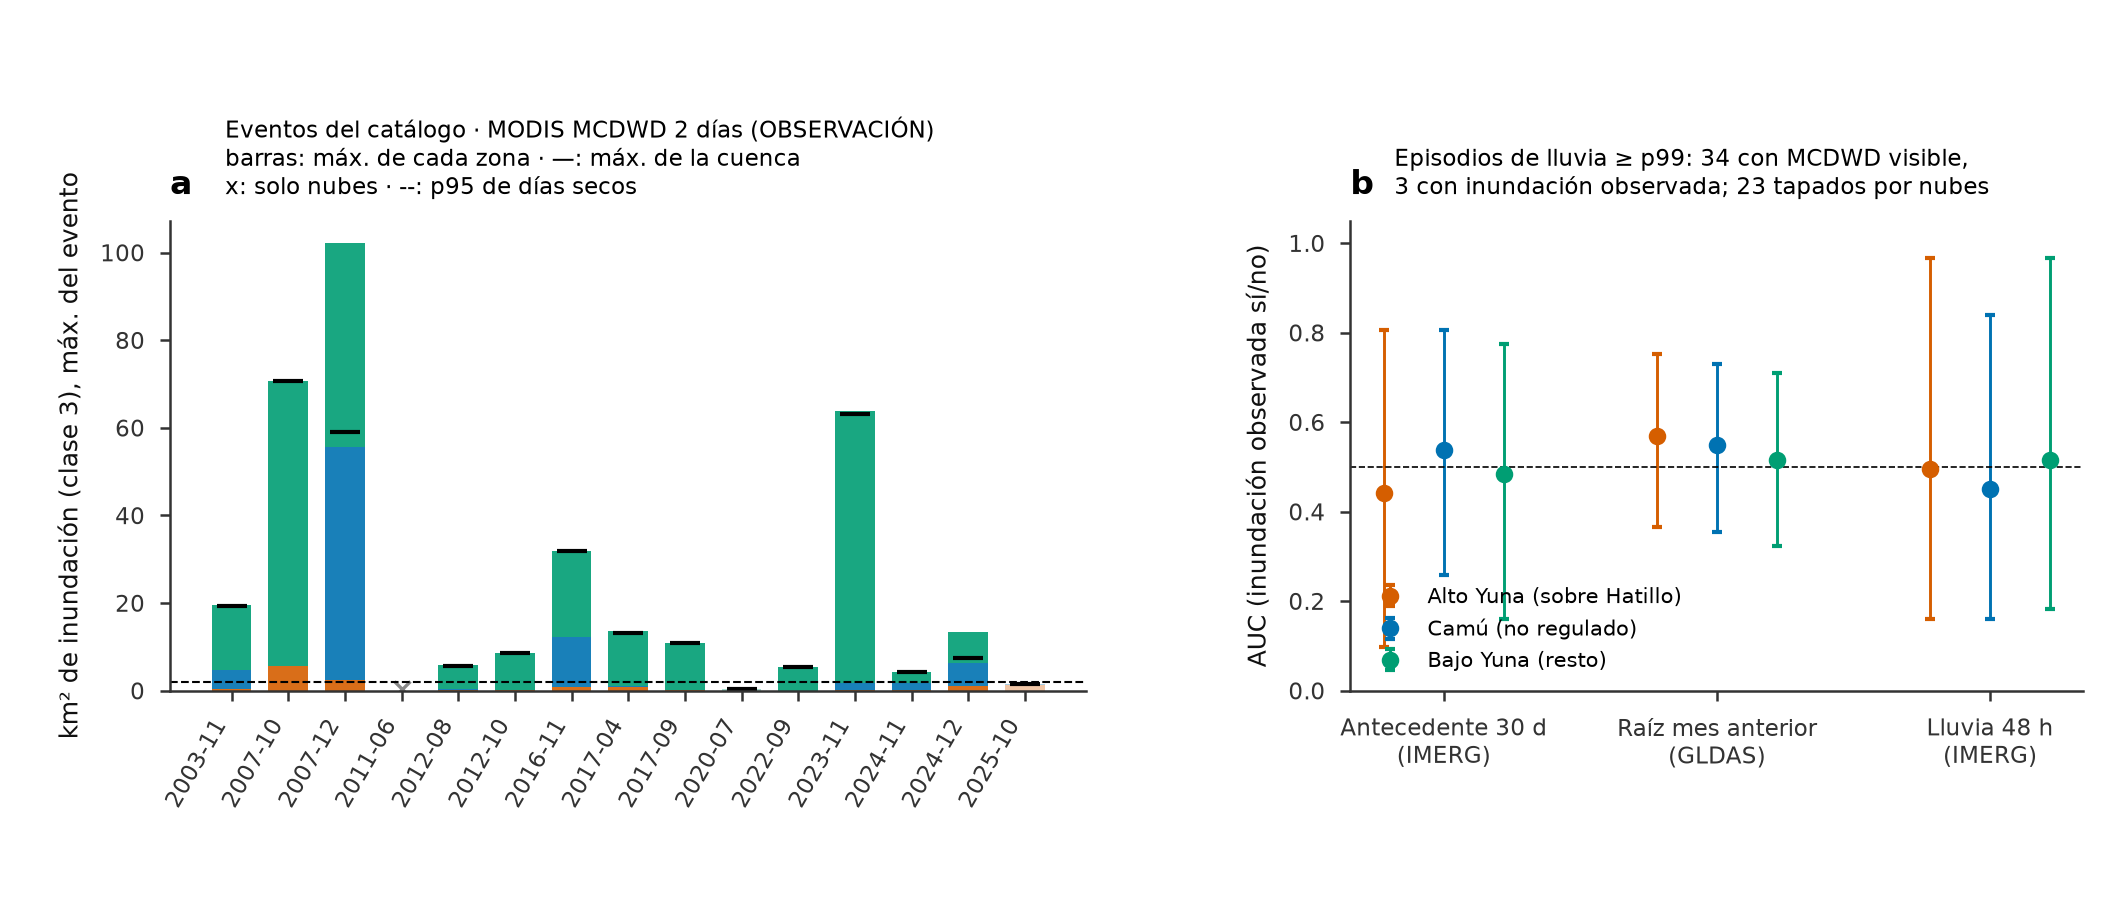 Eventos del catálogo · MODIS MCDWD 2 días (OBSERVACIÓN)
barras: máx. de cada zona · —: máx. de la cuenca
a
x: solo nubes · --: p95 de días secos
km² de inundación (clase 3), máx. del evento
100
80
60
40
20
0
2003-11
2007-10
2007-12
2011-06
2012-08
2012-10
2016-11
2017-04
2017-09
2020-07
2022-09
2023-11
2024-11
2024-12
2025-10
Episodios de lluvia ≥ p99: 34 con MCDWD visible,
b
3 con inundación observada; 23 tapados por nubes
AUC (inundación observada sí/no)
1.0
0.8
0.6
0.4
0.2
0.0
Alto Yuna (sobre Hatillo)
Camú (no regulado)
Bajo Yuna (resto)
Antecedente 30 d
(IMERG)
Raíz mes anterior
(GLDAS)
Lluvia 48 h
(IMERG)